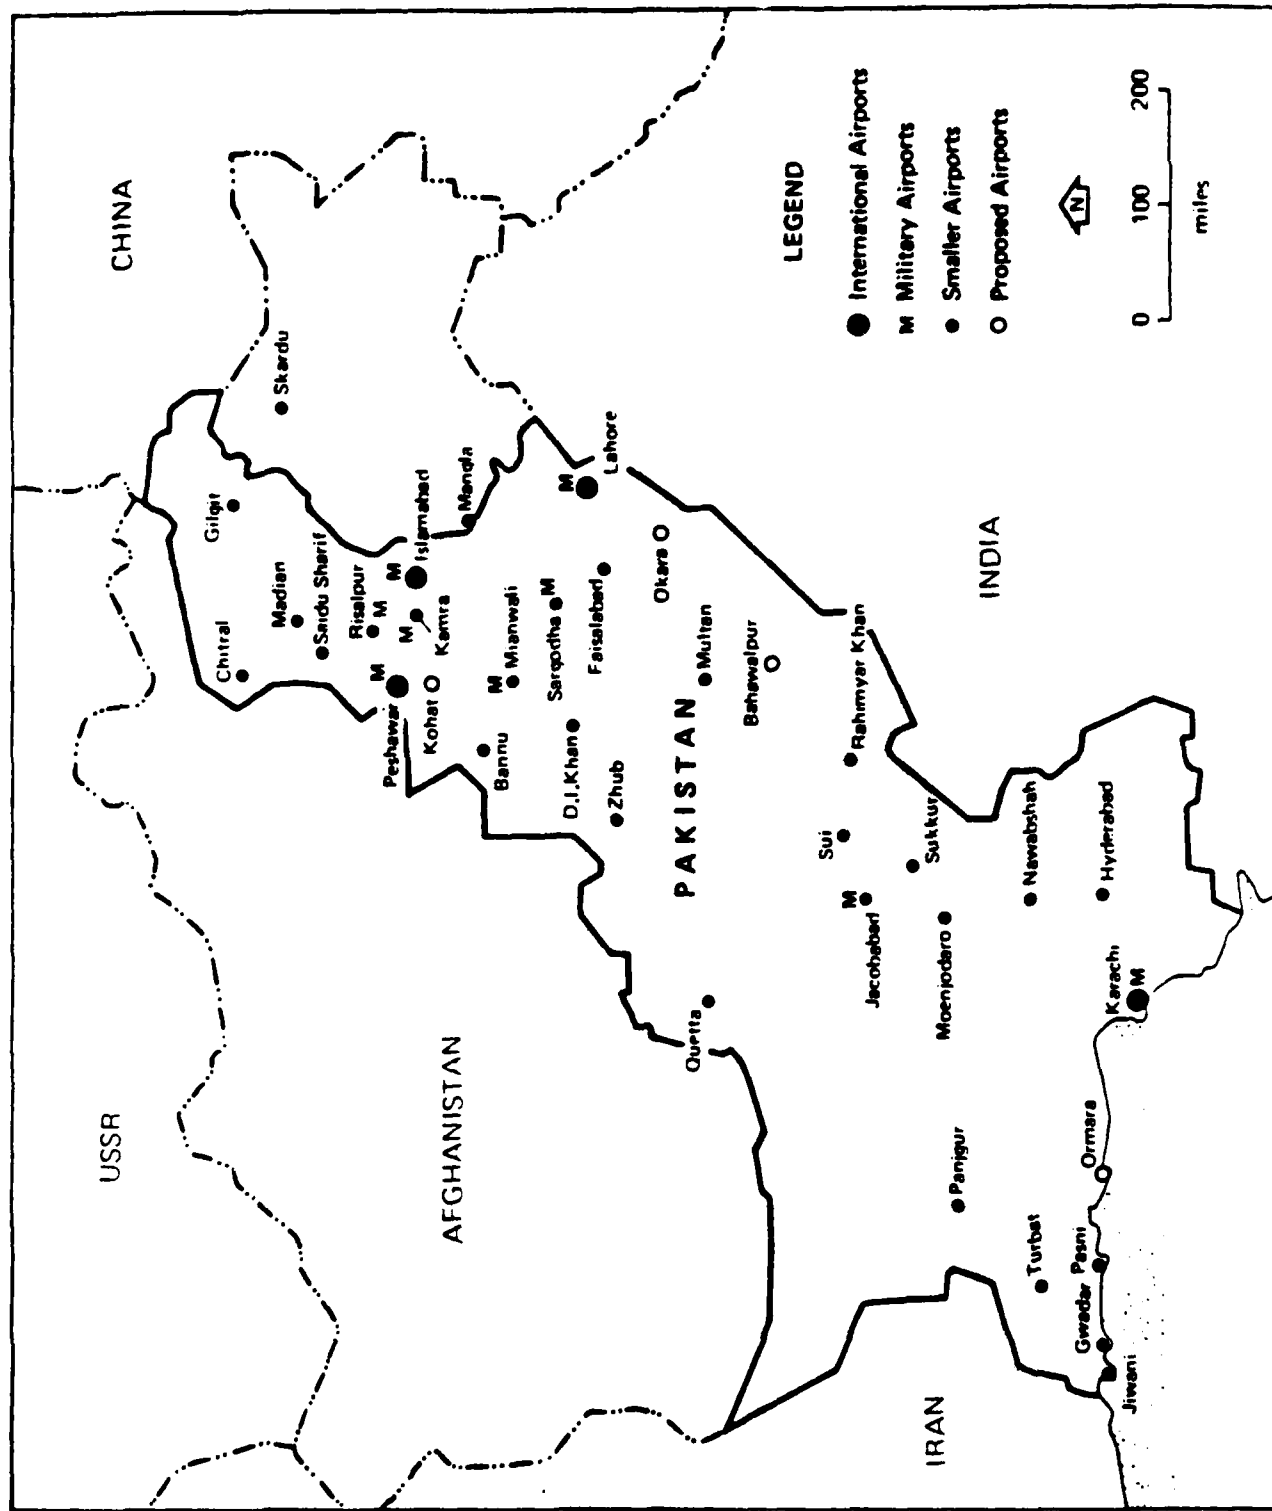 CHINA
USSR
AFGHANISTAN
IRAN
INDIA
PAKISTAN
Skardu
Gilgit
Chitral
Madian
Saidu Sharif
Risalpur
M
M
Islamabad
M
Kamra
Mangla
Peshawar
M
Kohat
Bannu
M
Mianwali
Sargodha
M
Faisalabad
M
Lahore
D.I.Khan
Zhub
Okara
Multan
Bahawalpur
Quetta
Rahimyar Khan
Sui
M
Jacobabad
Sukkur
Moenjodaro
Nawabshah
Hyderabad
Karachi
M
Panjgur
Turbat
Ormara
Pasni
Gwadar
Jiwani
LEGEND
International Airports
M Military Airports
Smaller Airports
Proposed Airports
N
0 100 200
miles